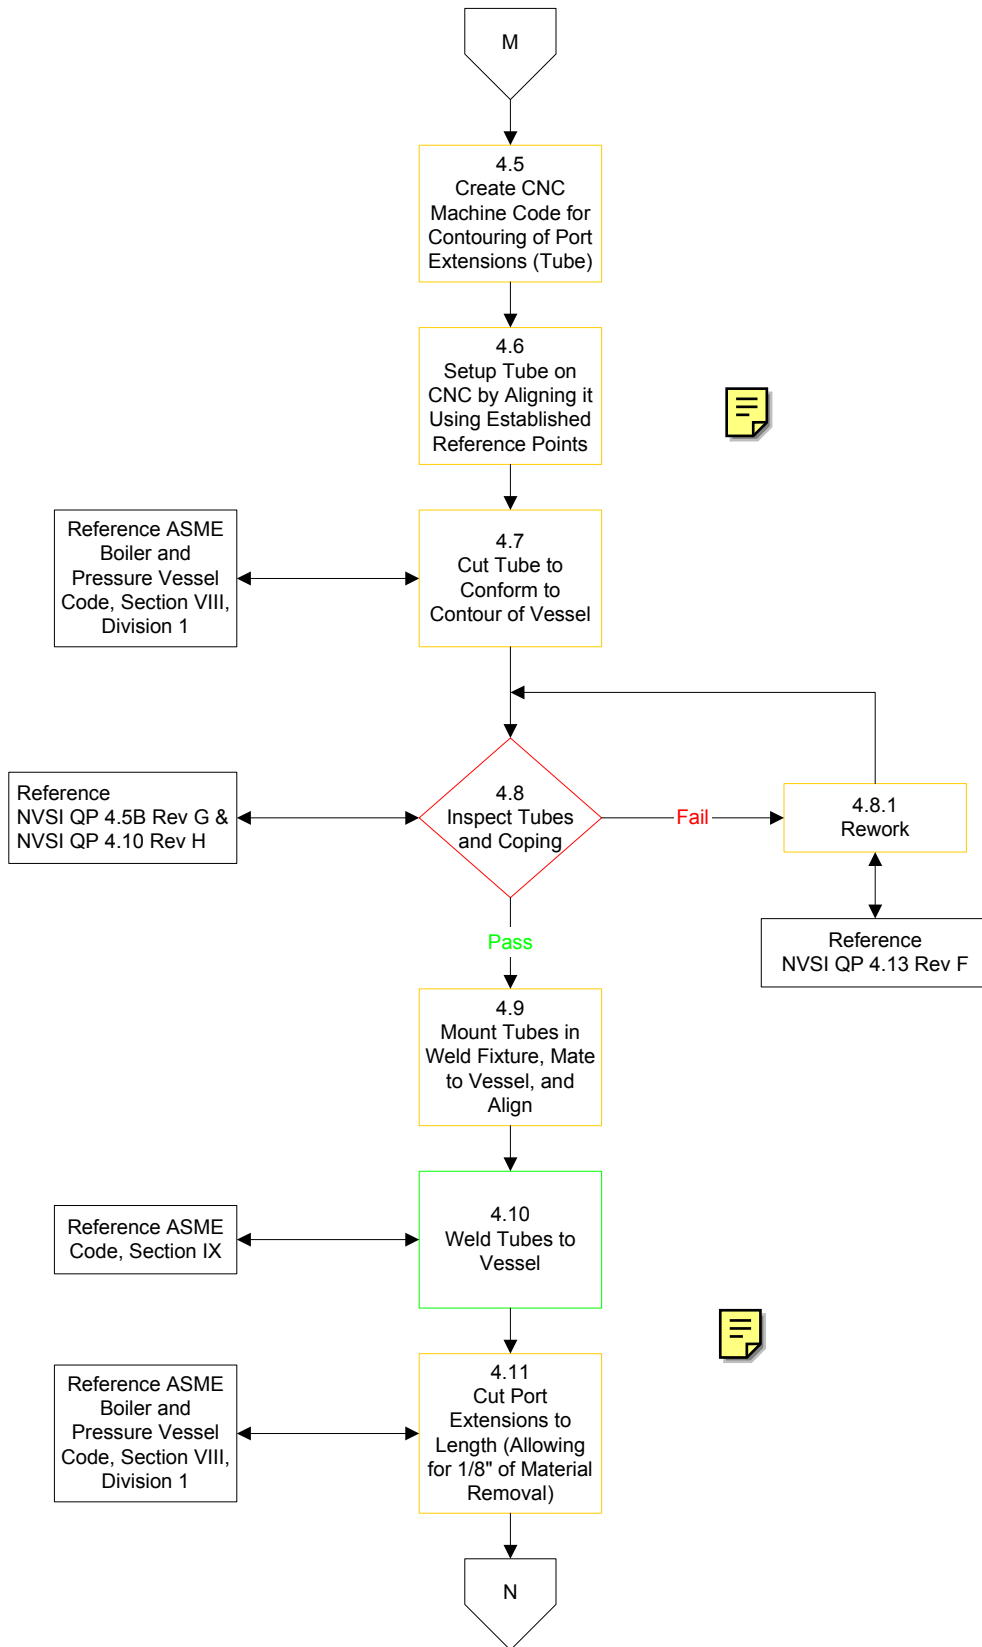 M
4.5
Create CNC
Machine Code for
Contouring of Port
Extensions (Tube)
4.6
Setup Tube on
CNC by Aligning it
Using Established
Reference Points
Reference ASME
Boiler and
Pressure Vessel
Code, Section VIII,
Division 1
4.7
Cut Tube to
Conform to
Contour of Vessel
Reference
NVSI QP 4.5B Rev G &
NVSI QP 4.10 Rev H
4.8
Inspect Tubes
and Coping
Fail
4.8.1
Rework
Reference
NVSI QP 4.13 Rev F
Pass
4.9
Mount Tubes in
Weld Fixture, Mate
to Vessel, and
Align
Reference ASME
Code, Section IX
4.10
Weld Tubes to
Vessel
Reference ASME
Boiler and
Pressure Vessel
Code, Section VIII,
Division 1
4.11
Cut Port
Extensions to
Length (Allowing
for 1/8" of Material
Removal)
N